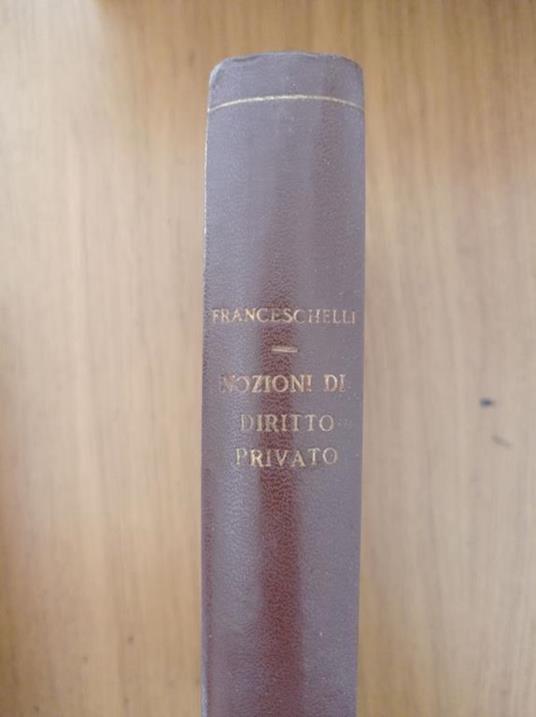 FRANCESCHELLI
NOZIONI DI
DIRITTO
PRIVATO